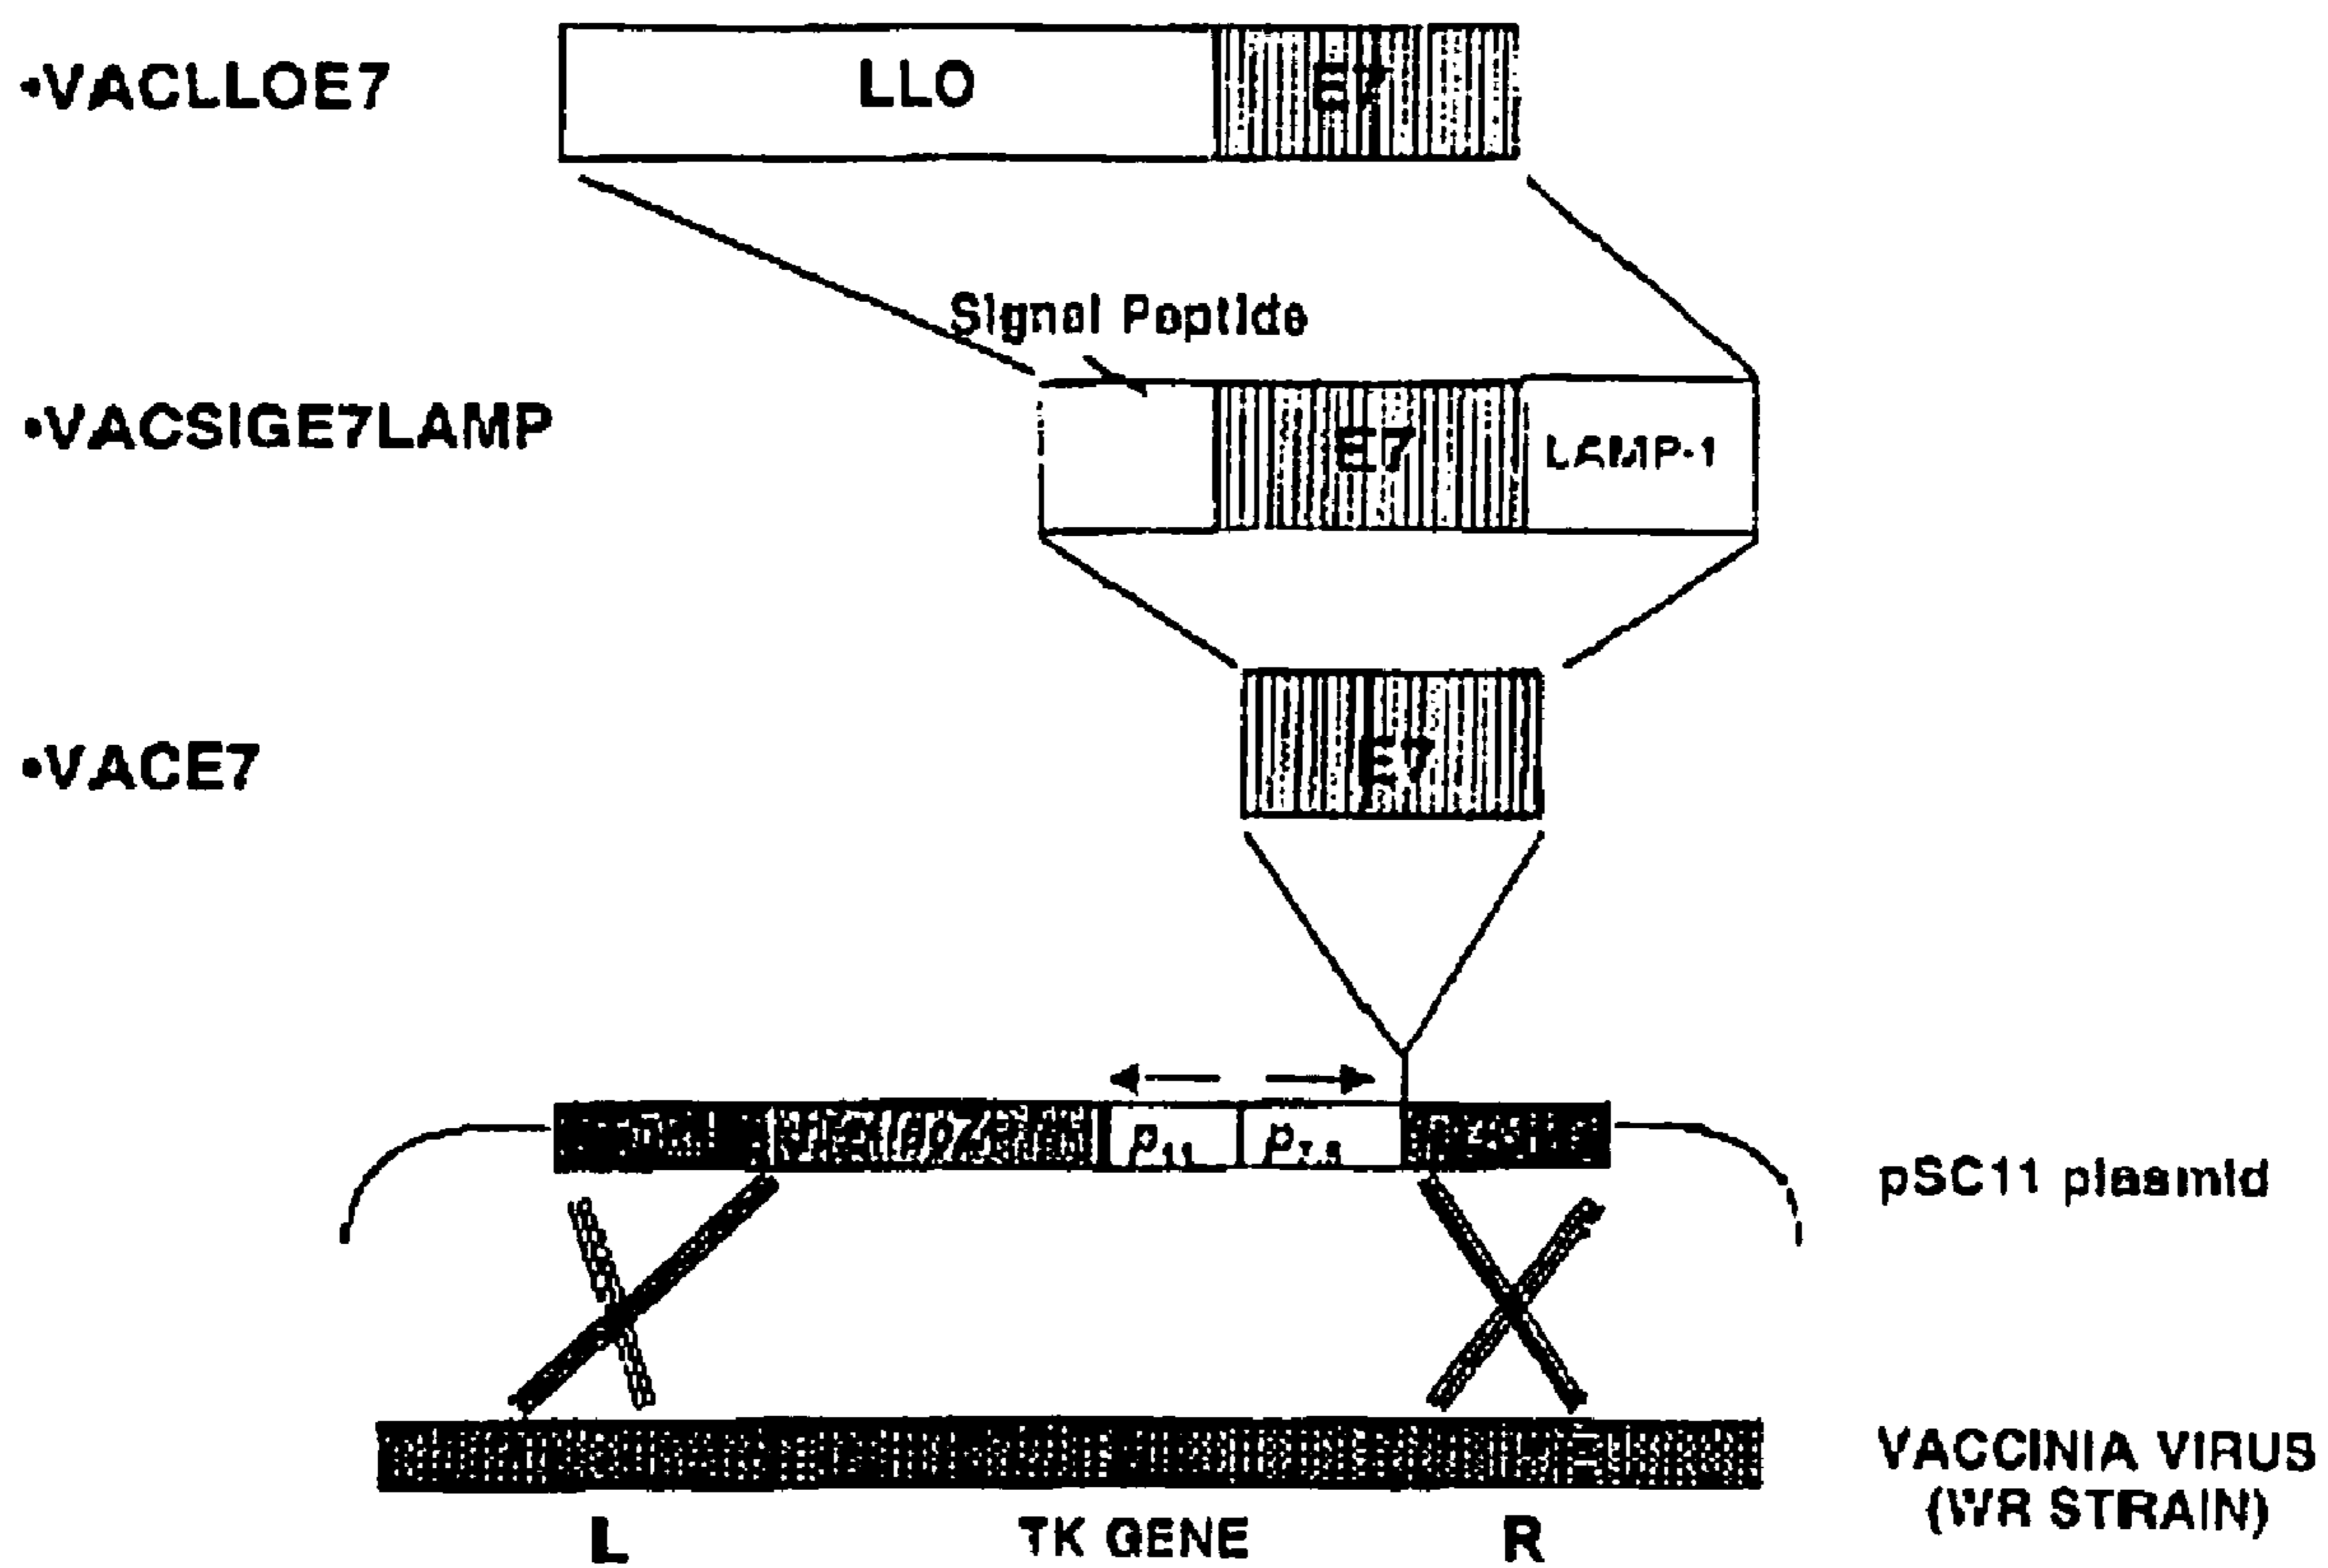 •VACLLOE7
LLO
E7
Signal Peptide
•VACSIGE7LAMP
E7
LAMP-1
•VACE7
E7
lacZ
P11
P7.5
pSC11 plasmid
VACCINIA VIRUS
(WR STRAIN)
L
TK GENE
R